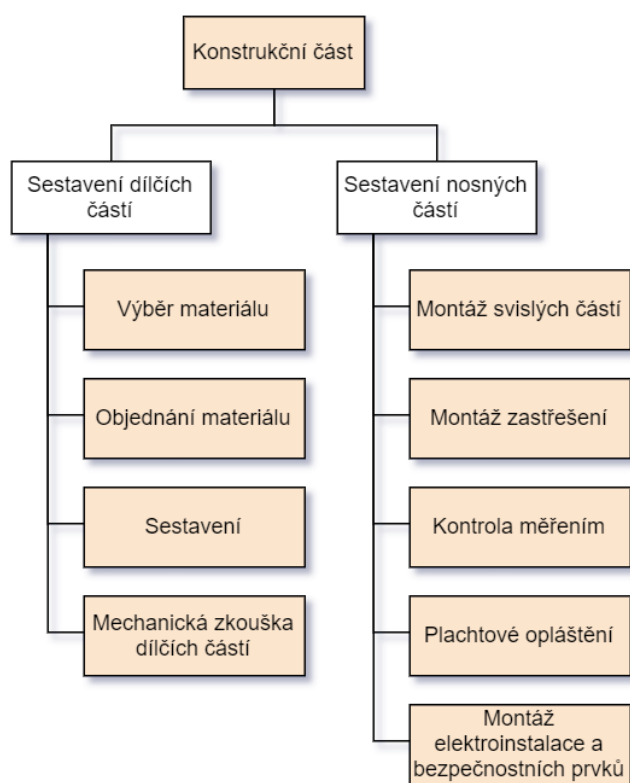 Konstrukční část
Sestavení dílčích
částí
Výběr materiálu
Objednání materiálu
Sestavení
Mechanická zkouška
dílčích částí
Sestavení nosných
částí
Montáž svislých částí
Montáž zastřešení
Kontrola měřením
Plachtové opláštění
Montáž
elektroinstalace a
bezpečnostních prvků